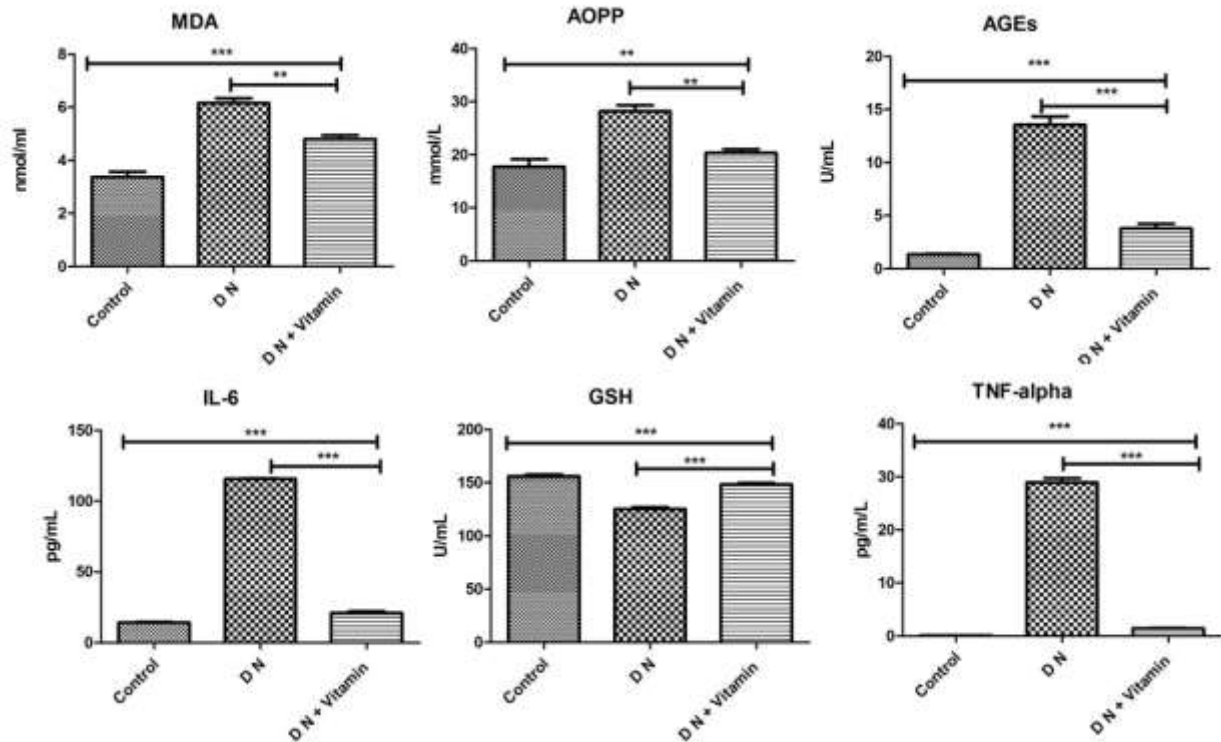 MDA
***
**
8
6
4
2
0
nmol/ml
Control
D N
D N + Vitamin
AOPP
**
**
40
30
20
10
0
mmol/L
Control
D N
D N + Vitamin
AGEs
***
***
20
15
10
5
0
U/mL
Control
D N
D N + Vitamin
IL-6
***
***
150
100
50
0
pg/mL
Control
D N
D N + Vitamin
GSH
***
***
200
150
100
50
0
U/mL
Control
D N
D N + Vitamin
TNF-alpha
***
***
40
30
20
10
0
pg/m/L
Control
D N
D N + Vitamin